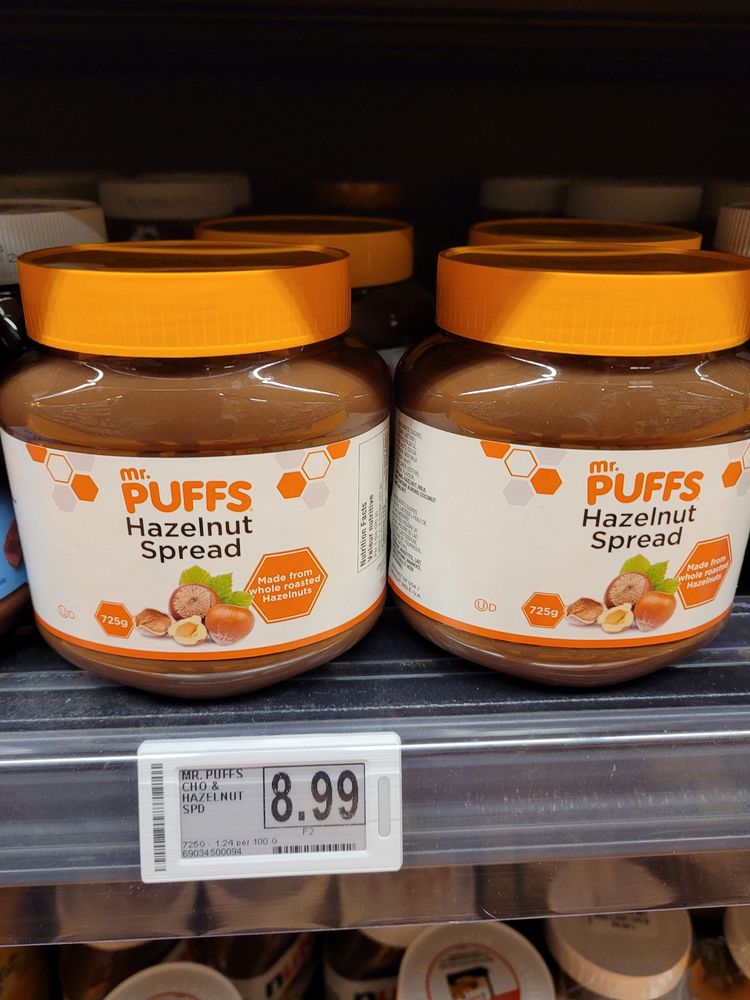 mr.
PUFFS
Hazelnut
Spread
Made from
whole roasted
Hazelnuts
725g
U D
Nutrition Facts
Valeur nutritive
mr.
PUFFS
Hazelnut
Spread
Made from
whole roasted
Hazelnuts
725g
U D
MR. PUFFS
CHO &
HAZELNUT
SPD
8.99
F2
725G - 1.24 per 100 G
69034500094